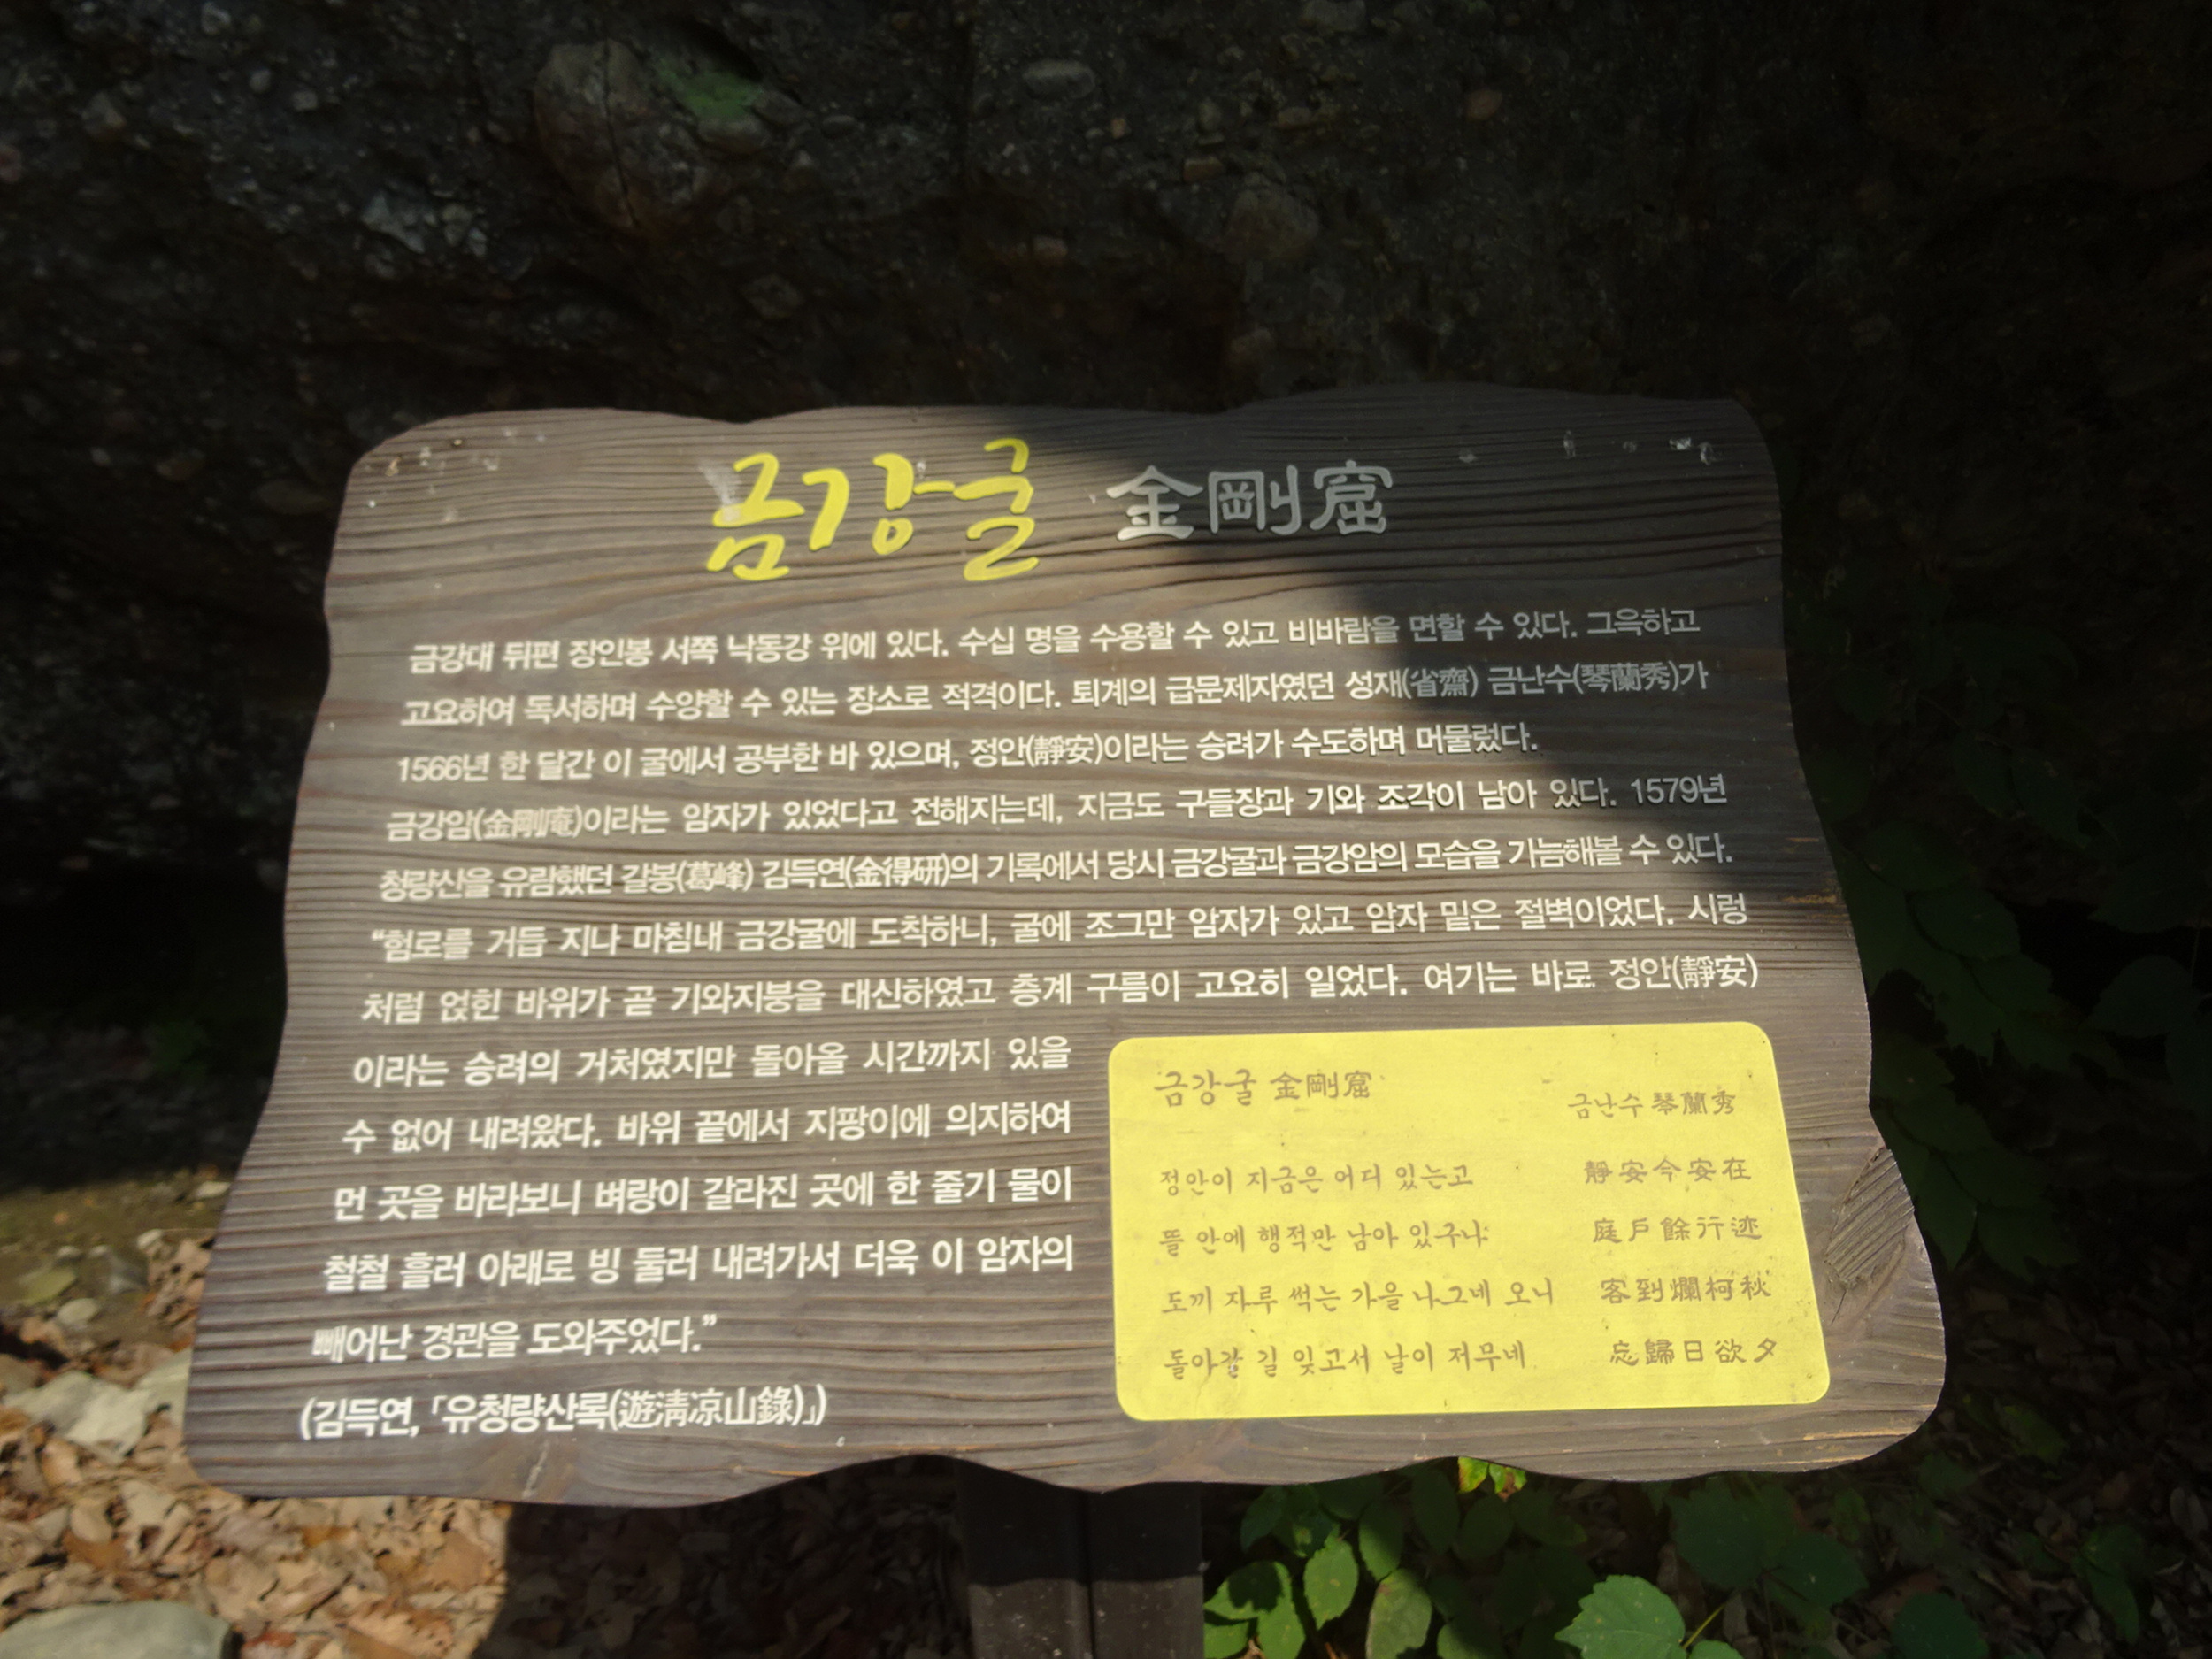 금강굴 金剛窟
금강대 뒤편 장인봉 서쪽 낙동강 위에 있다. 수십 명을 수용할 수 있고 비바람을 면할 수 있다. 그윽하고
고요하여 독서하며 수양할 수 있는 장소로 적격이다. 퇴계의 급문제자였던 성재(省齋) 금난수(琴蘭秀)가
1566년 한 달간 이 굴에서 공부한 바 있으며, 정안(靜安)이라는 승려가 수도하며 머물렀다.
금강암(金剛庵)이라는 암자가 있었다고 전해지는데, 지금도 구들장과 기와 조각이 남아 있다. 1579년
청량산을 유람했던 갈봉(葛峰) 김득연(金得硏)의 기록에서 당시 금강굴과 금강암의 모습을 가늠해볼 수 있다.
“험로를 거듭 지나 마침내 금강굴에 도착하니, 굴에 조그만 암자가 있고 암자 밑은 절벽이었다. 시렁
처럼 얹힌 바위가 곧 기와지붕을 대신하였고 층계 구름이 고요히 일었다. 여기는 바로 정안(靜安)
이라는 승려의 거처였지만 돌아올 시간까지 있을
수 없어 내려왔다. 바위 끝에서 지팡이에 의지하여
먼 곳을 바라보니 벼랑이 갈라진 곳에 한 줄기 물이
철철 흘러 아래로 빙 둘러 내려가서 더욱 이 암자의
빼어난 경관을 도와주었다.”
(김득연, 「유청량산록(遊淸凉山錄)」)
금강굴 金剛窟
금난수 琴蘭秀
정안이 지금은 어디 있는고 靜安今安在
뜰 안에 행적만 남아 있구나 庭戶餘行迹
도끼 자루 썩는 가을 나그네 오니 客到爛柯秋
돌아갈 길 잊고서 날이 저무네 忘歸日欲夕